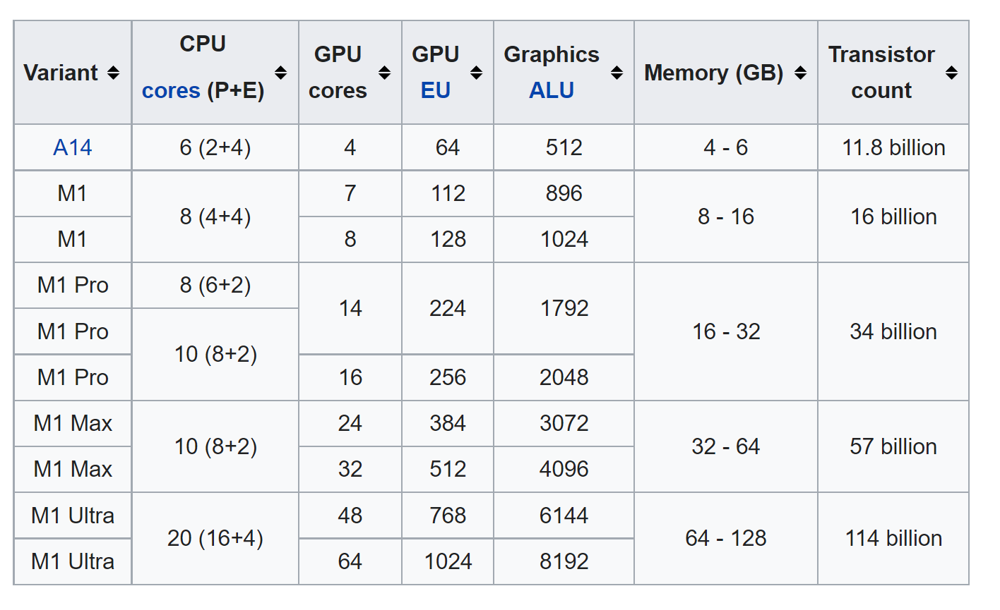 Variant CPU cores (P+E) GPU cores GPU EU Graphics ALU Memory (GB) Transistor count
A14 6 (2+4) 4 64 512 4 - 6 11.8 billion
M1 8 (4+4) 7 112 896 8 - 16 16 billion
M1 8 128 1024
M1 Pro 8 (6+2) 14 224 1792 16 - 32 34 billion
M1 Pro 10 (8+2)
M1 Pro 16 256 2048
M1 Max 10 (8+2) 24 384 3072 32 - 64 57 billion
M1 Max 32 512 4096
M1 Ultra 20 (16+4) 48 768 6144 64 - 128 114 billion
M1 Ultra 64 1024 8192